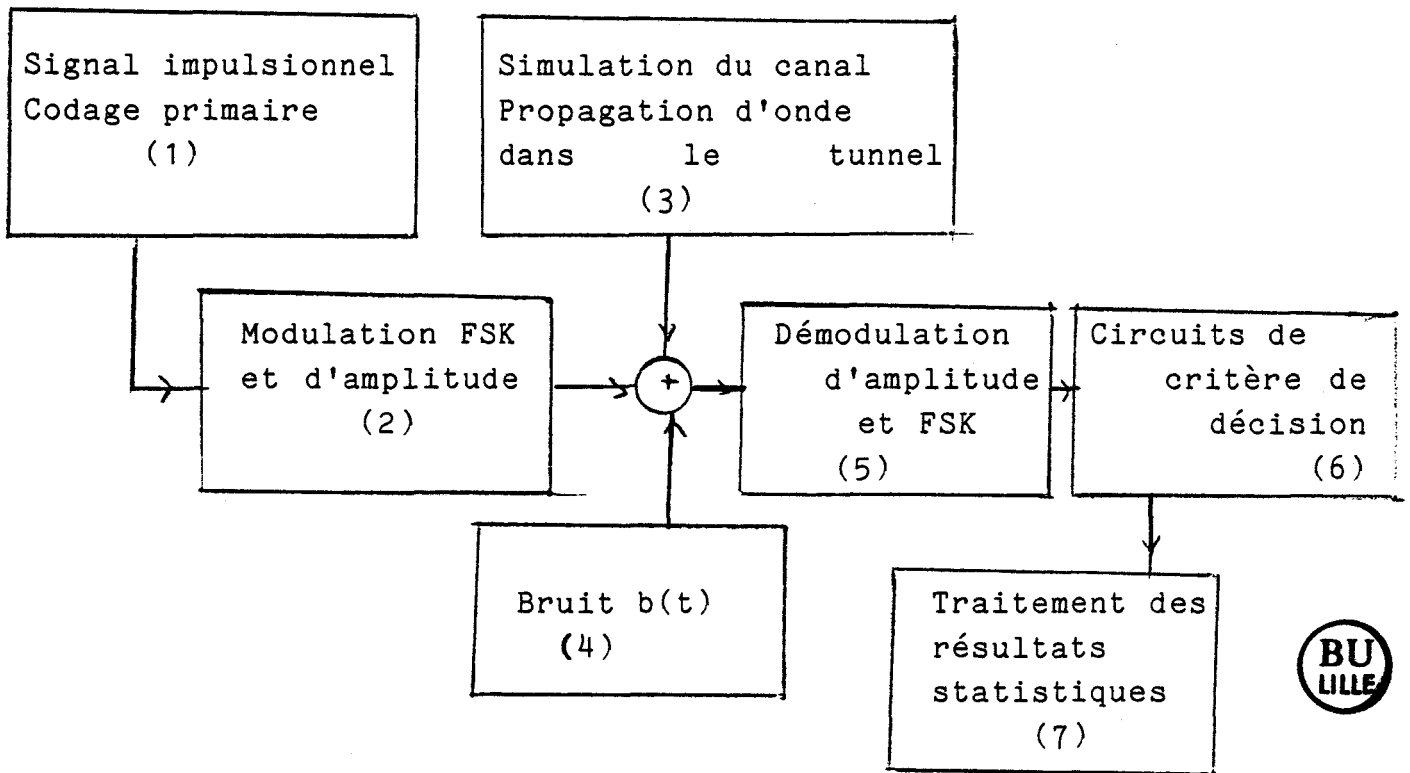 Signal impulsionnel
Codage primaire
(1)
Simulation du canal
Propagation d'onde
dans le tunnel
(3)
Modulation FSK
et d'amplitude
(2)
+
Démodulation
d'amplitude
et FSK
(5)
Circuits de
critère de
décision
(6)
Bruit b(t)
(4)
Traitement des
résultats
statistiques
(7)
BU
LILLE